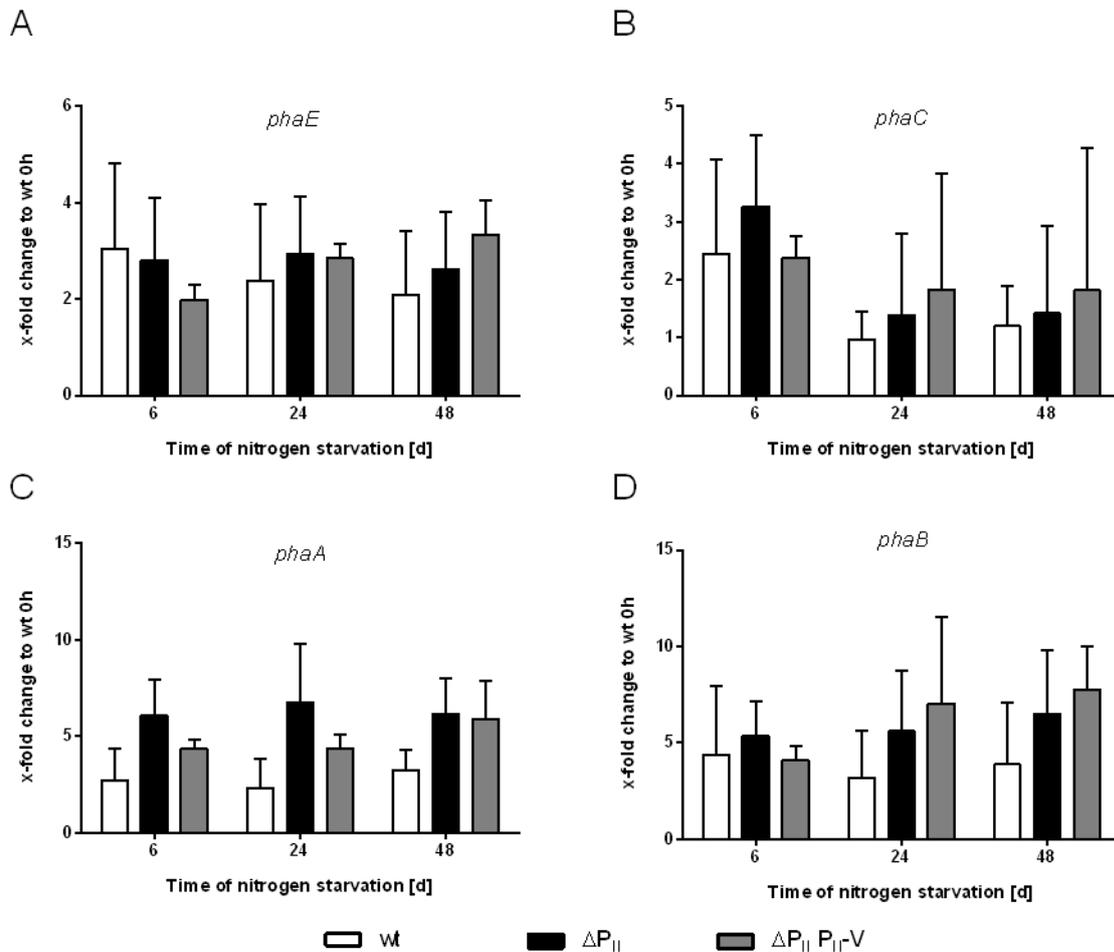 A
phaE
x-fold change to wt 0h
6
4
2
0
6 24 48
Time of nitrogen starvation [d]
B
phaC
x-fold change to wt 0h
5
4
3
2
1
0
6 24 48
Time of nitrogen starvation [d]
C
phaA
x-fold change to wt 0h
15
10
5
0
6 24 48
Time of nitrogen starvation [d]
D
phaB
x-fold change to wt 0h
15
10
5
0
6 24 48
Time of nitrogen starvation [d]
wt ΔP_II ΔP_II P_II-V